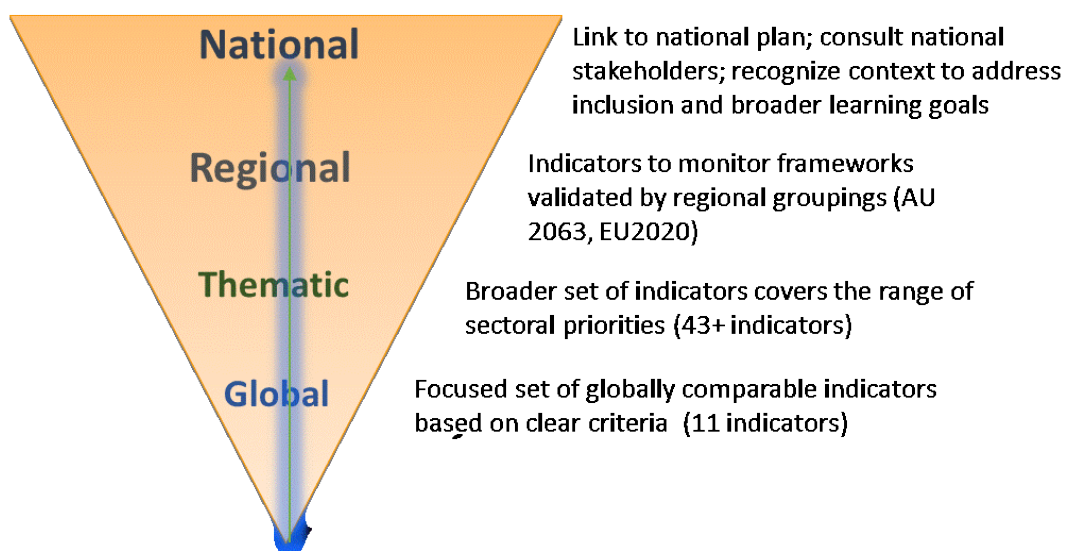 National
Link to national plan; consult national
stakeholders; recognize context to address
inclusion and broader learning goals
Regional
Indicators to monitor frameworks
validated by regional groupings (AU
2063, EU2020)
Thematic
Broader set of indicators covers the range of
sectoral priorities (43+ indicators)
Global
Focused set of globally comparable indicators
based on clear criteria  (11 indicators)